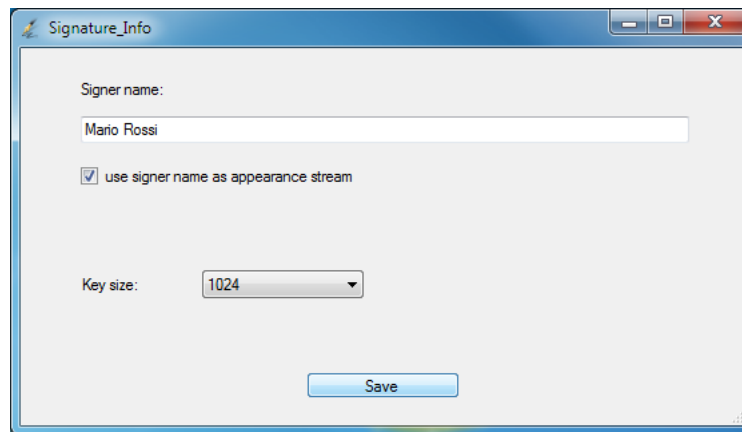 Signature_Info
Signer name:
Mario Rossi
use signer name as appearance stream
Key size: 1024
Save